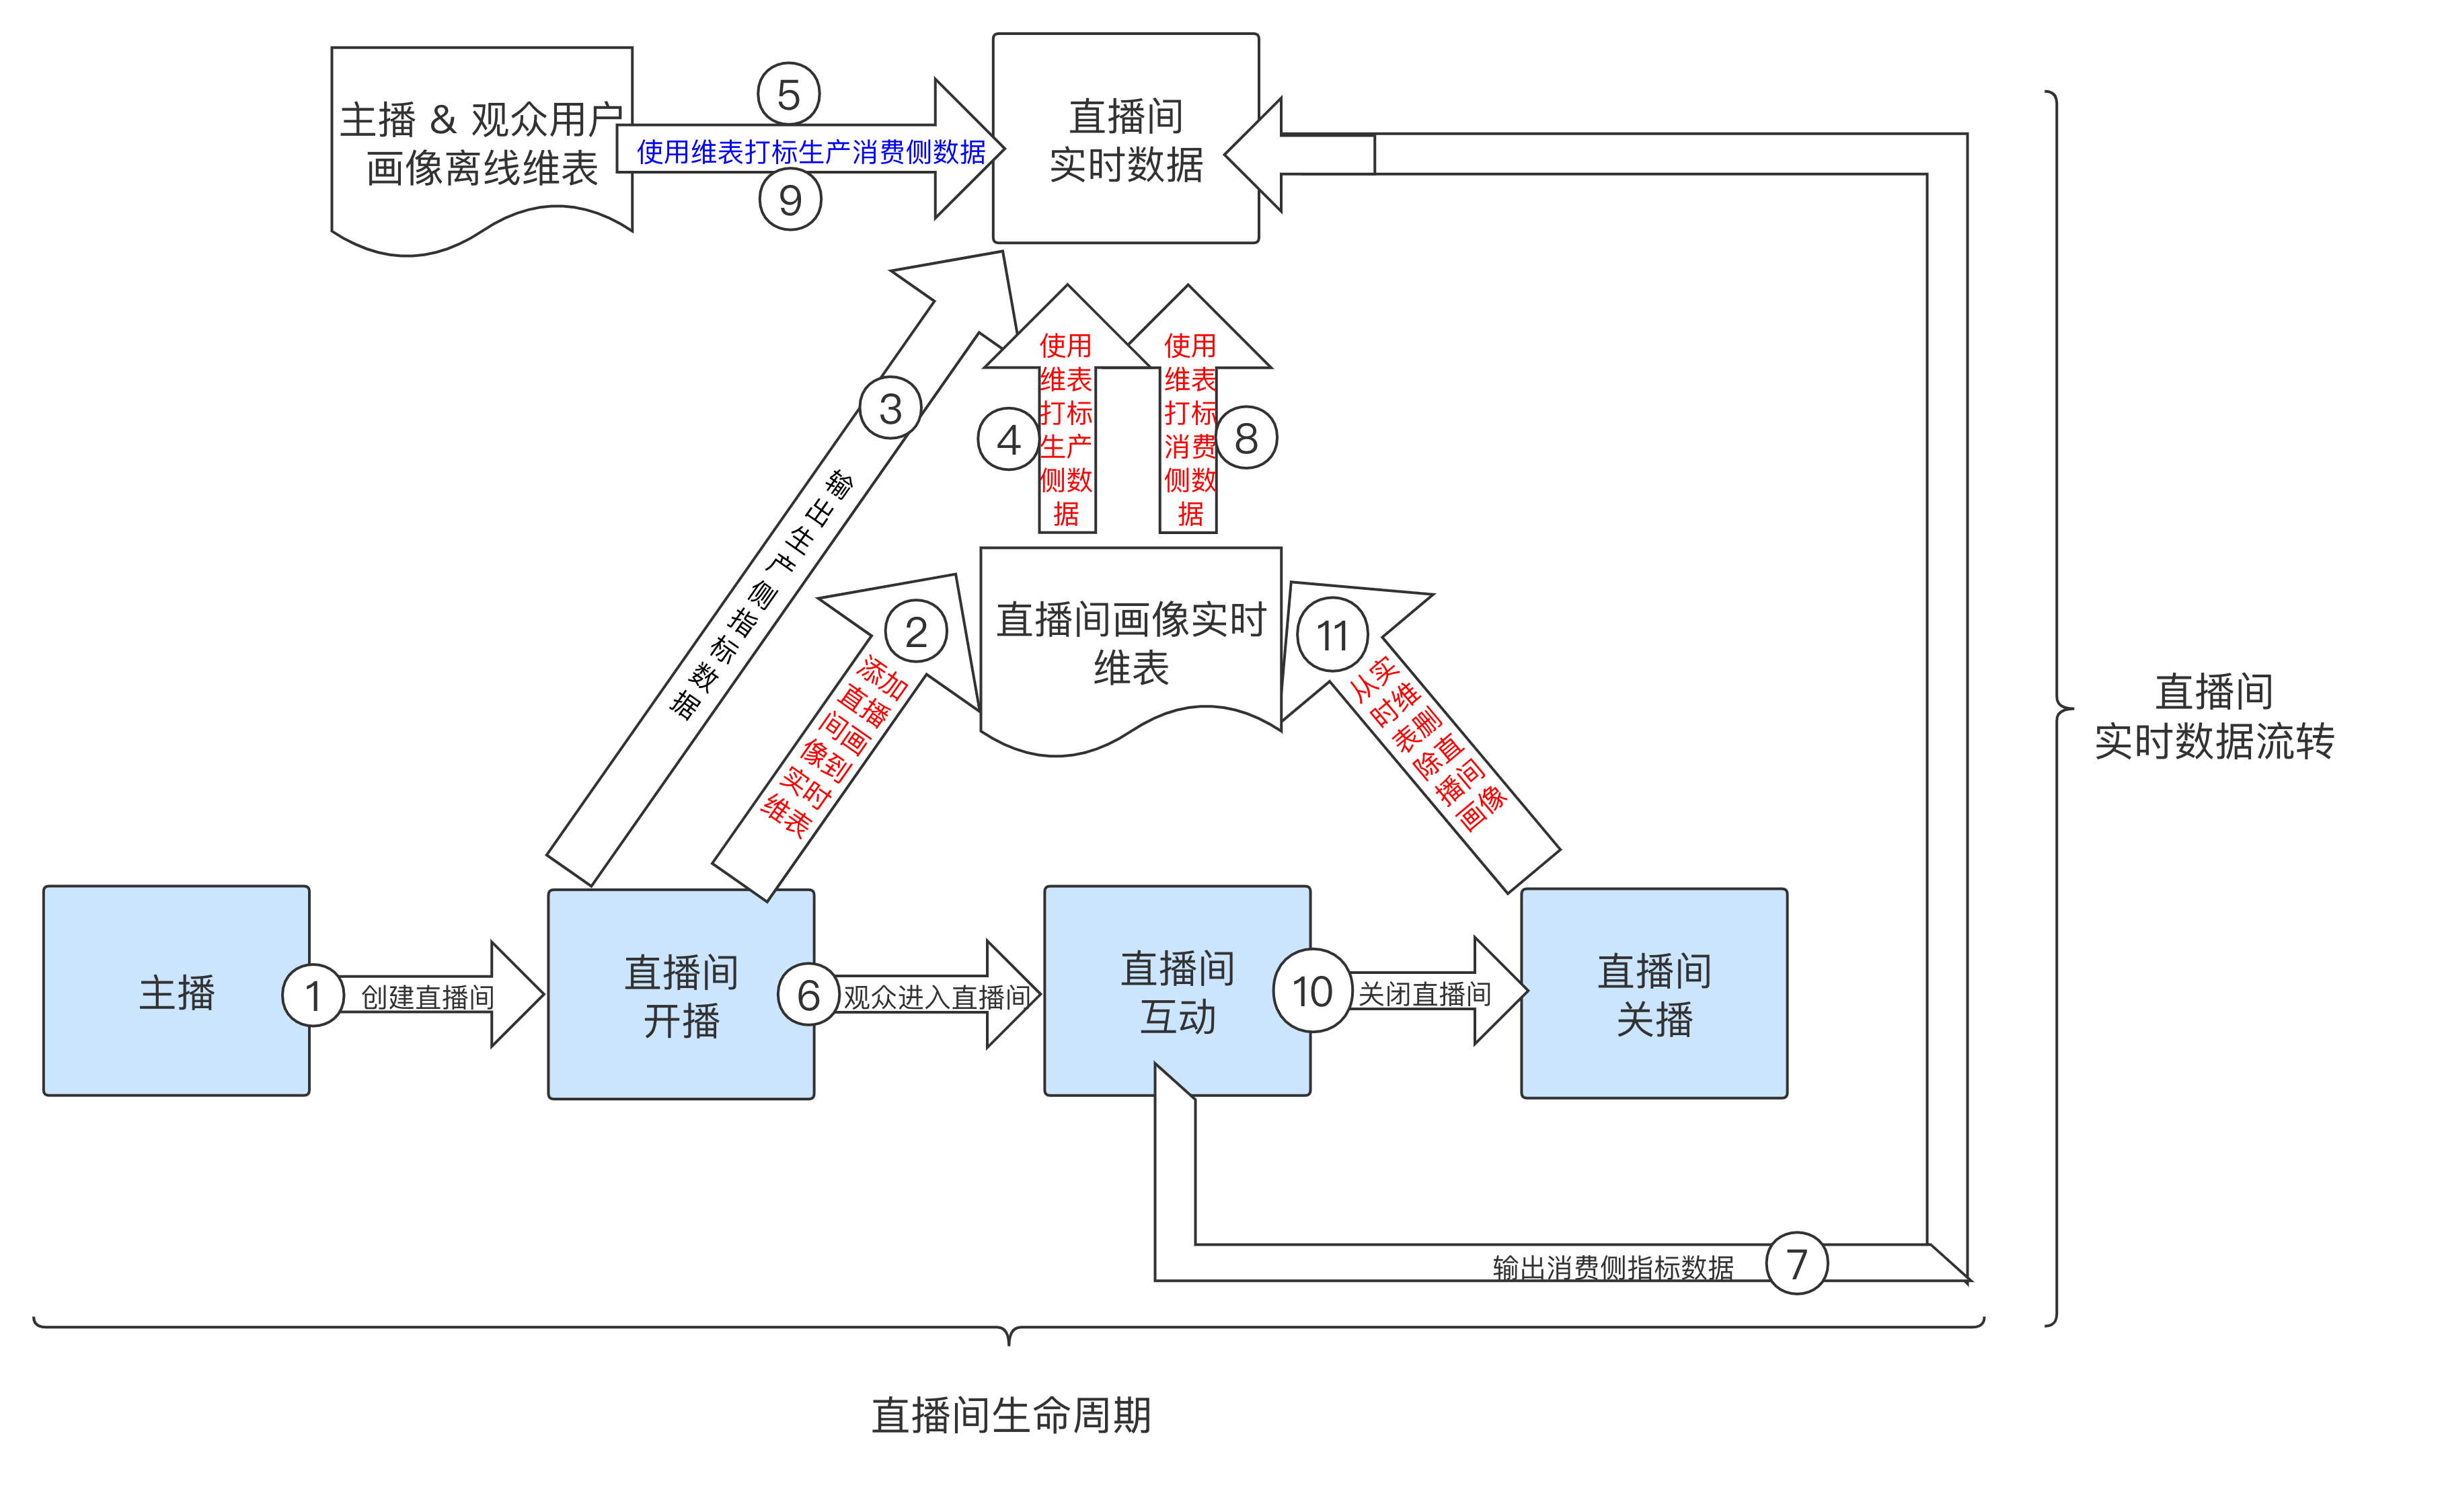 主播 & 观众用户
画像离线维表
⑤
使用维表打标生产消费侧数据
⑨
直播间
实时数据
③
输出生产侧指标数据
④
使用
维表
打标
生产
侧数
据
使用
维表
打标
消费
侧数
据
⑧
②
添加
直播
间画
像到
实时
维表
直播间画像实时
维表
11
从实
时维
表删
除直
播间
画像
直播间
实时数据流转
主播
①
创建直播间
直播间
开播
⑥
观众进入直播间
直播间
互动
10
关闭直播间
直播间
关播
输出消费侧指标数据
⑦
直播间生命周期